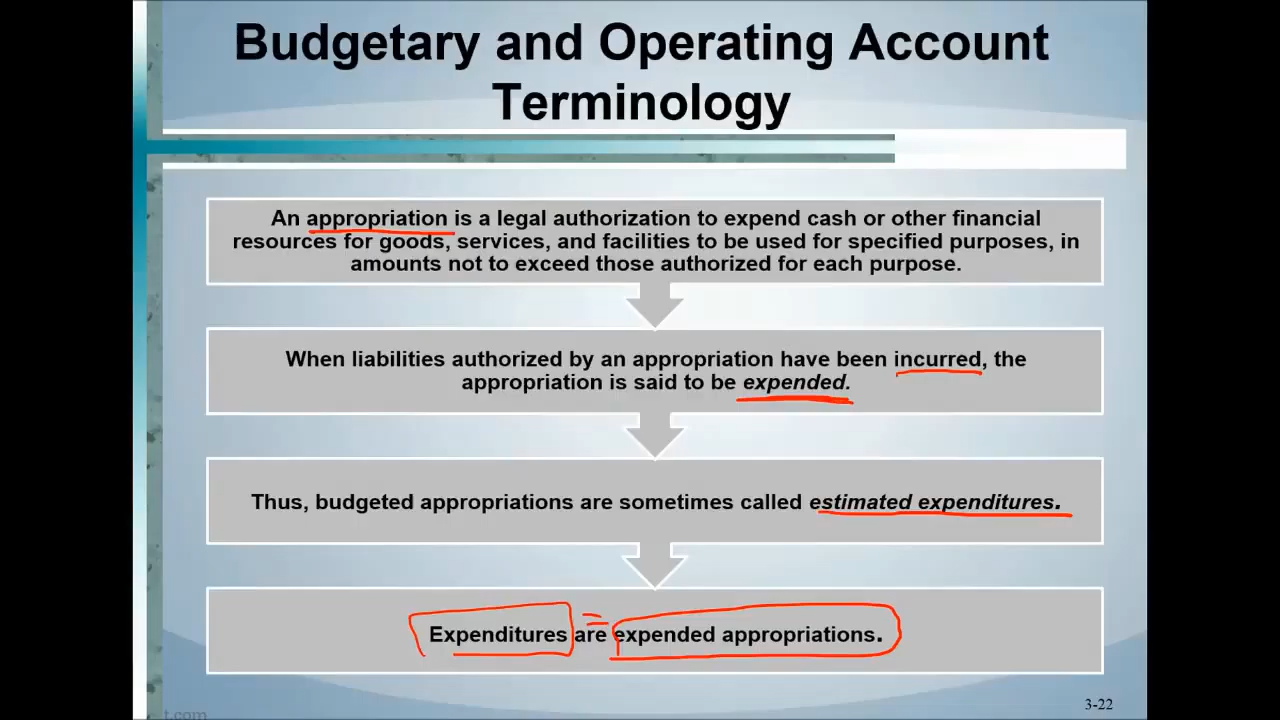 Budgetary and Operating Account
Terminology
An appropriation is a legal authorization to expend cash or other financial
resources for goods, services, and facilities to be used for specified purposes, in
amounts not to exceed those authorized for each purpose.
When liabilities authorized by an appropriation have been incurred, the
appropriation is said to be expended.
Thus, budgeted appropriations are sometimes called estimated expenditures.
=
Expenditures are expended appropriations.
3-22
t.com